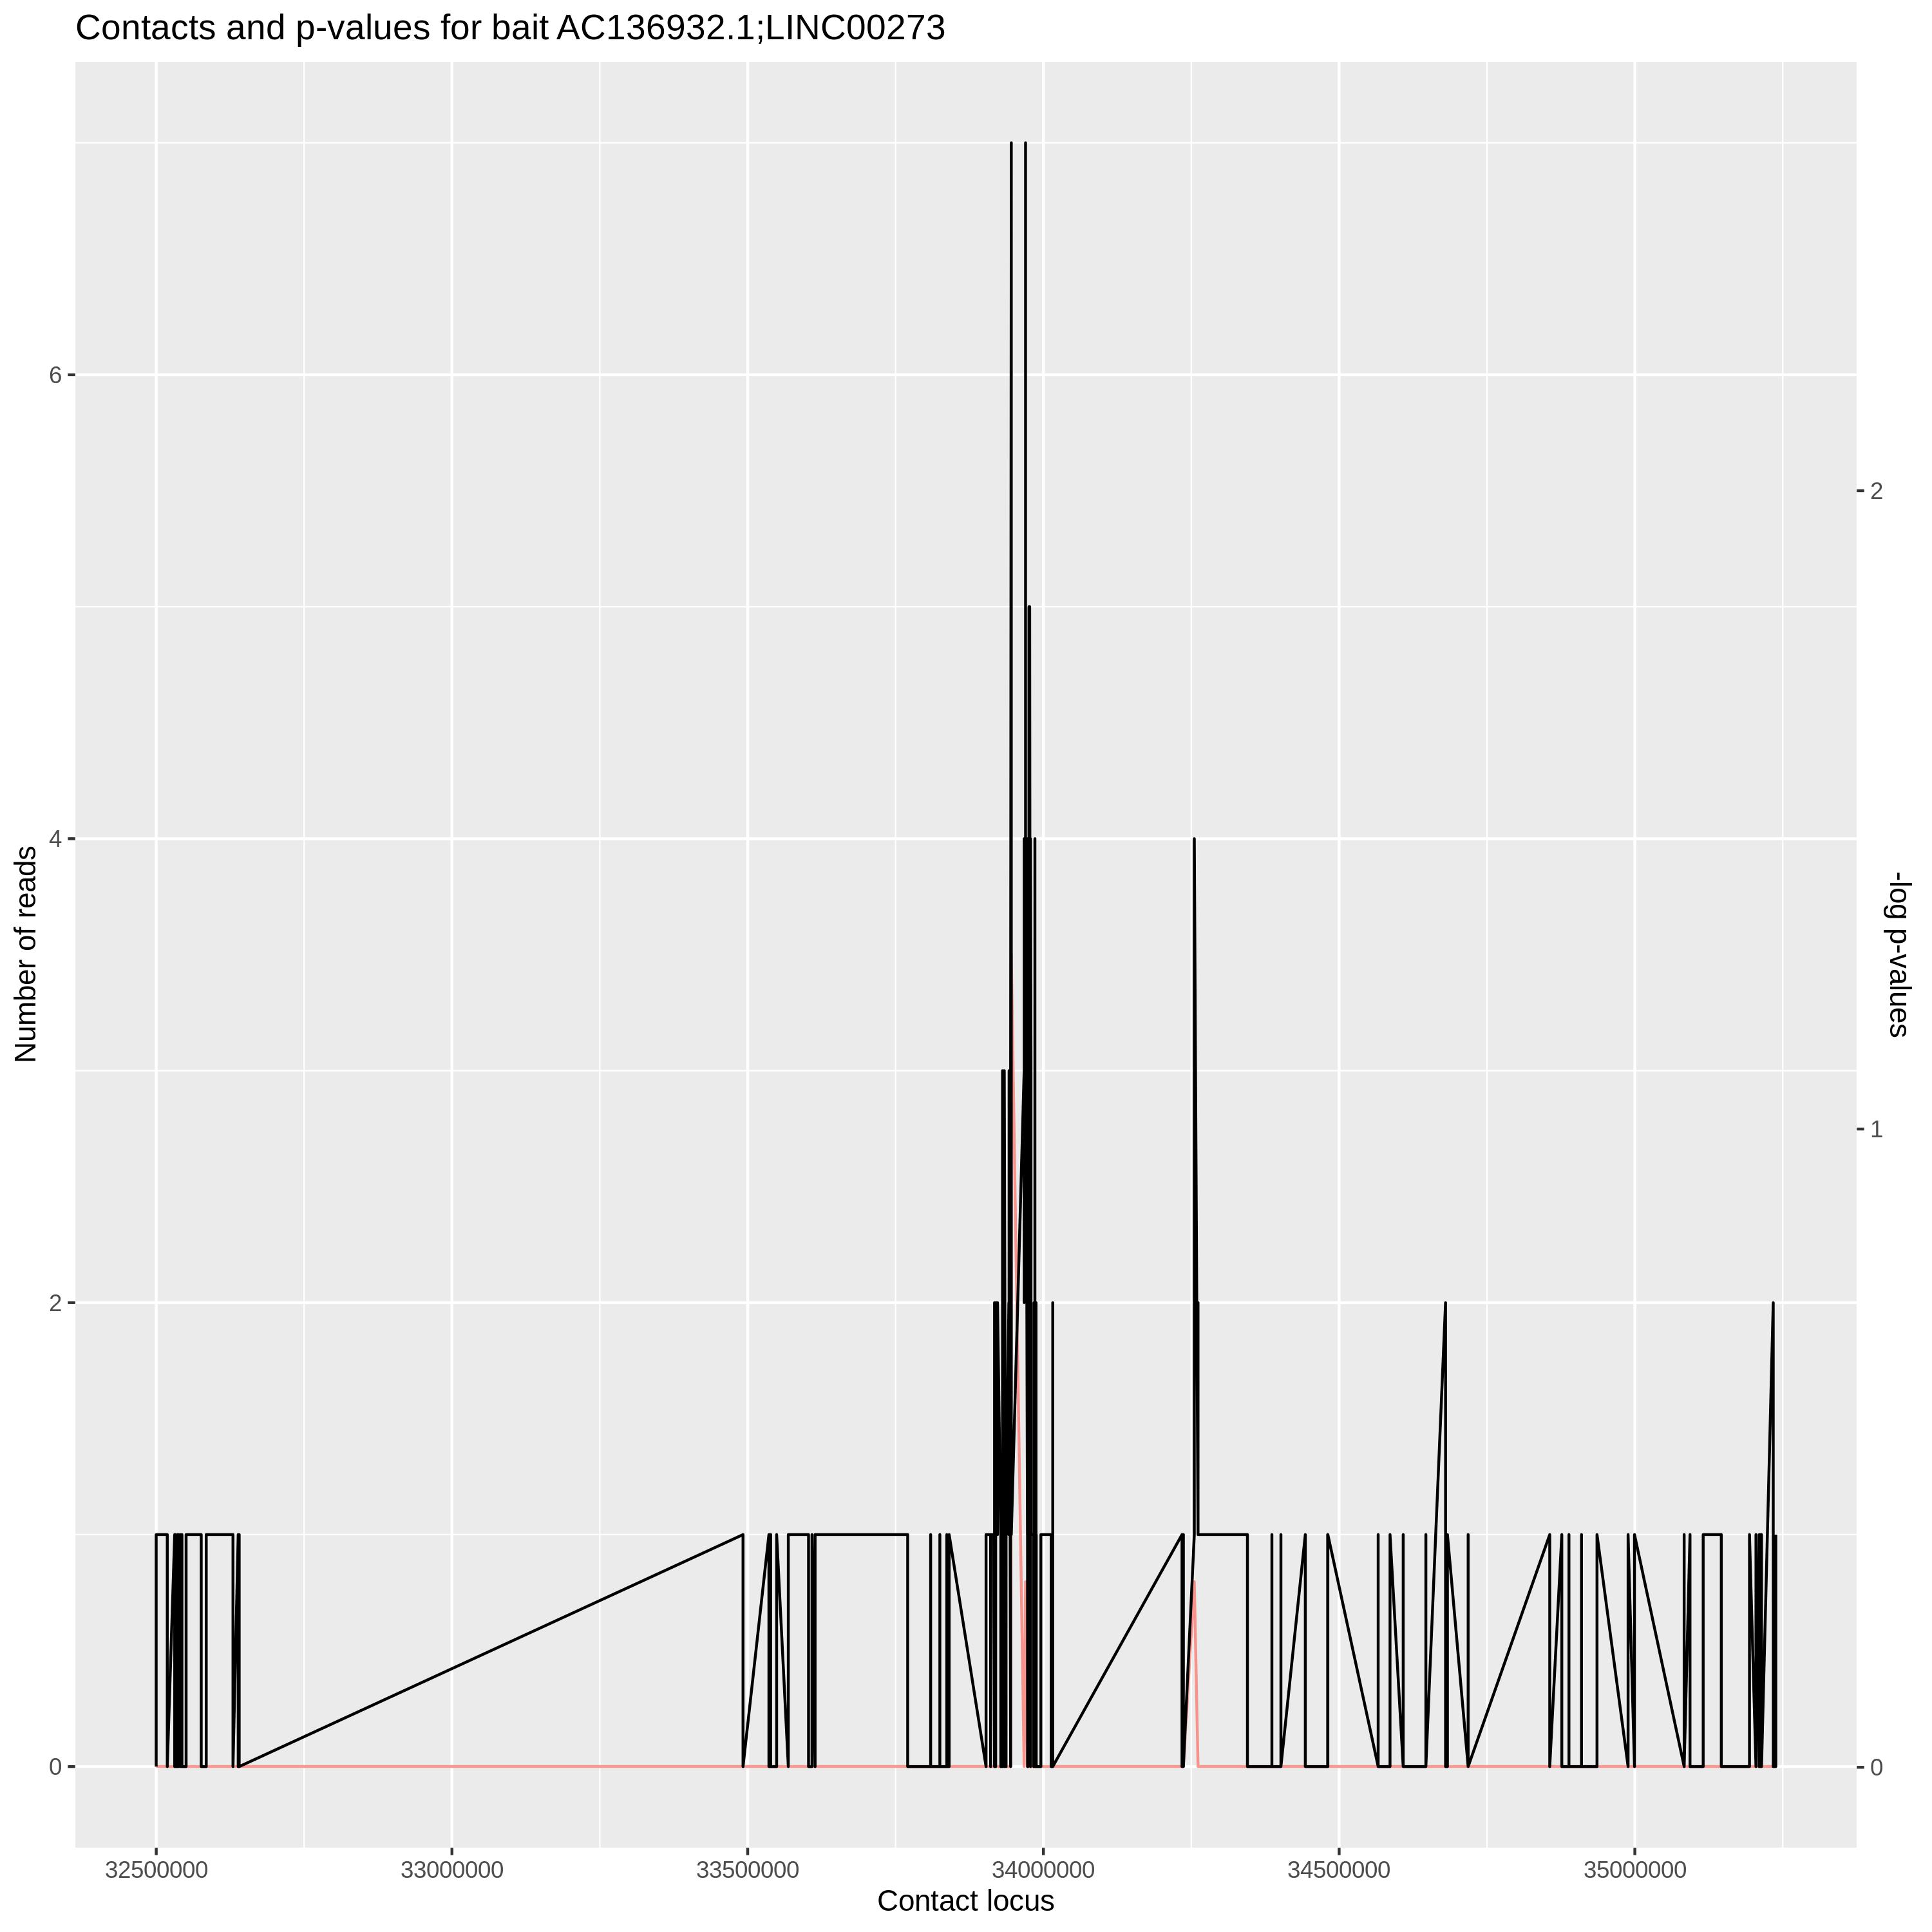 Contacts and p-values for bait AC136932.1;LINC00273
6
4
2
0
Number of reads
2
1
0
-log p-values
32500000 33000000 33500000 34000000 34500000 35000000
Contact locus